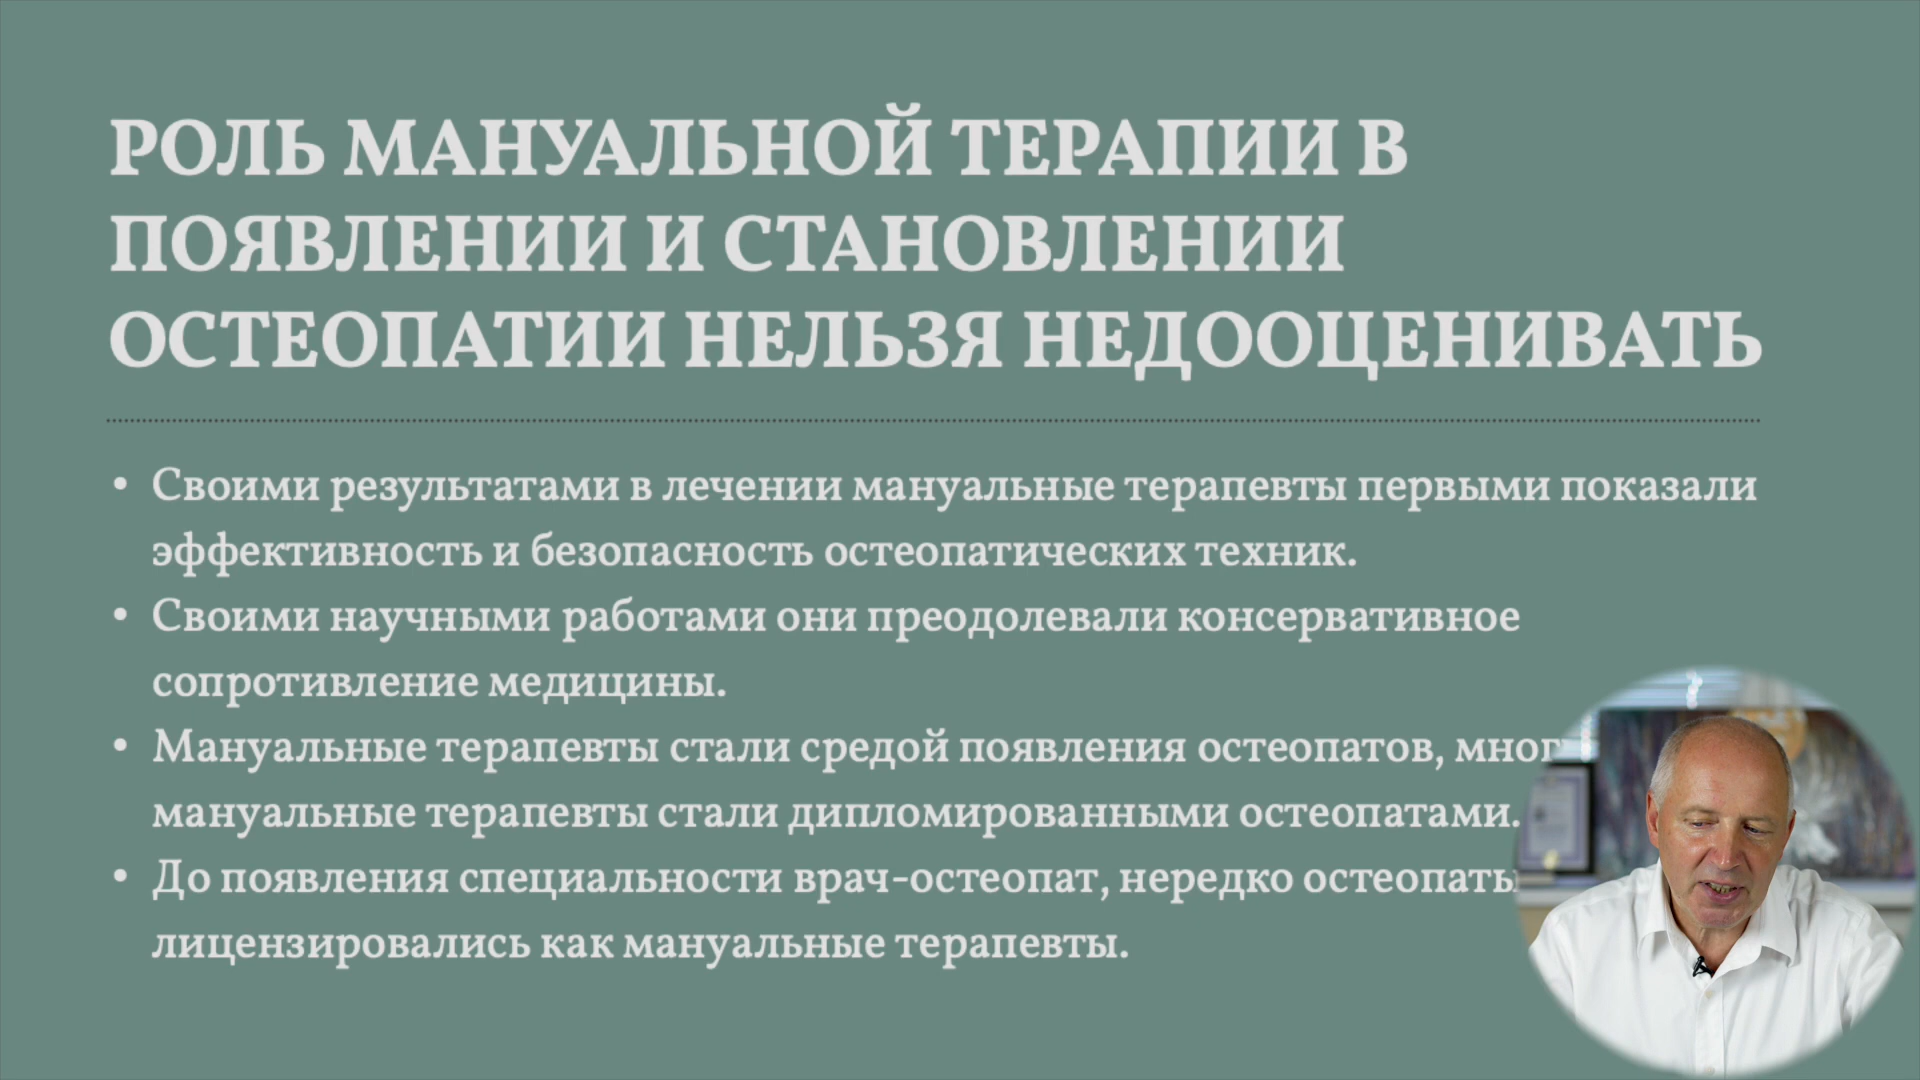 РОЛЬ МАНУАЛЬНОЙ ТЕРАПИИ В
ПОЯВЛЕНИИ И СТАНОВЛЕНИИ
ОСТЕОПАТИИ НЕЛЬЗЯ НЕДООЦЕНИВАТЬ
• Своими результатами в лечении мануальные терапевты первыми показали
эффективность и безопасность остеопатических техник.
• Своими научными работами они преодолевали консервативное
сопротивление медицины.
• Мануальные терапевты стали средой появления остеопатов,
мануальные терапевты стали дипломированными остеопатами.
• До появления специальности врач-остеопат, нередко остеопаты
лицензировались как мануальные терапевты.